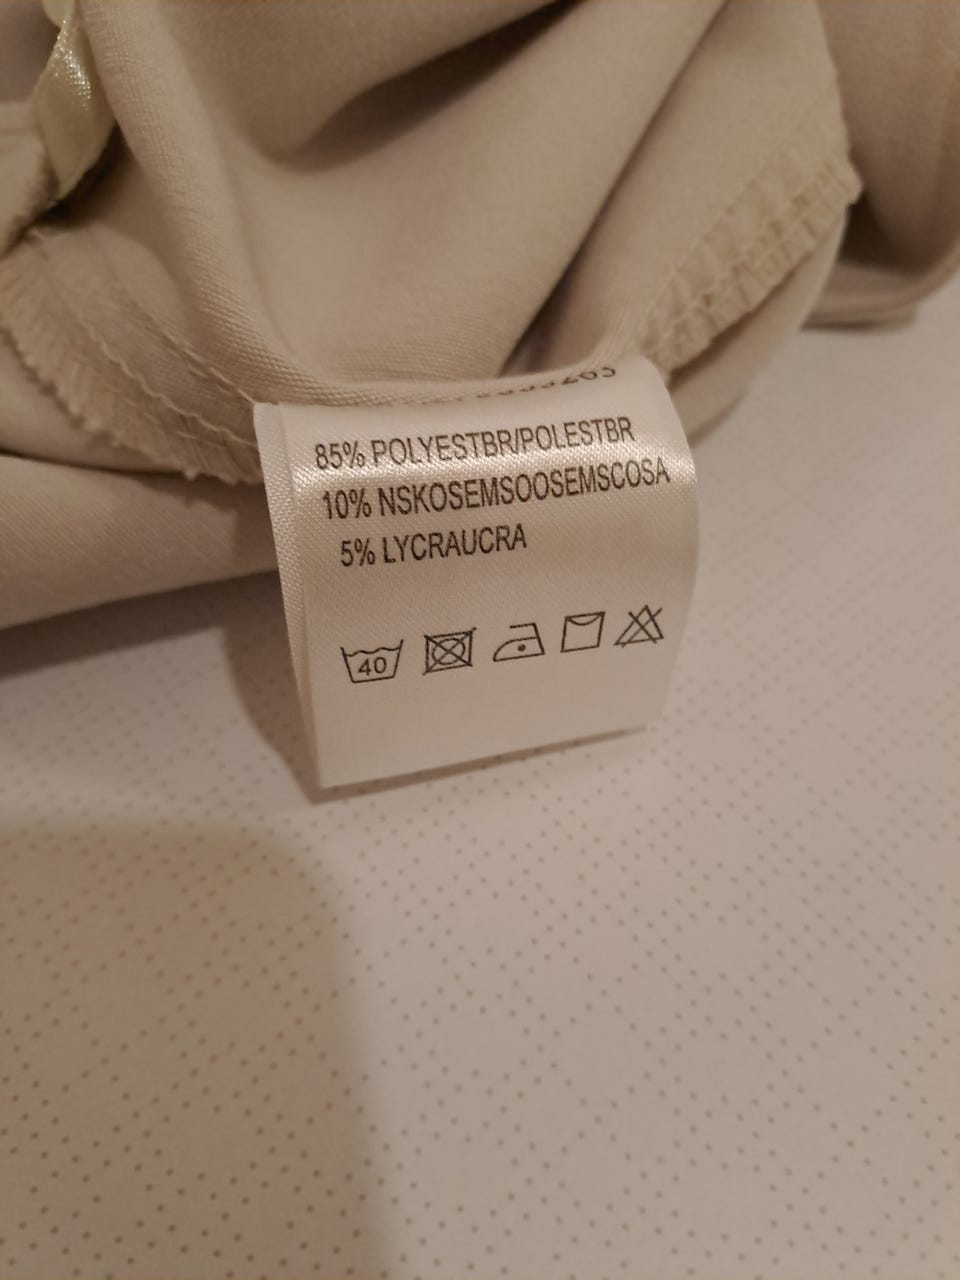 85% POLYESTBR/POLESTBR
10% NSKOSEMSOOSEMSCOSA
5% LYCRAUCRA
40